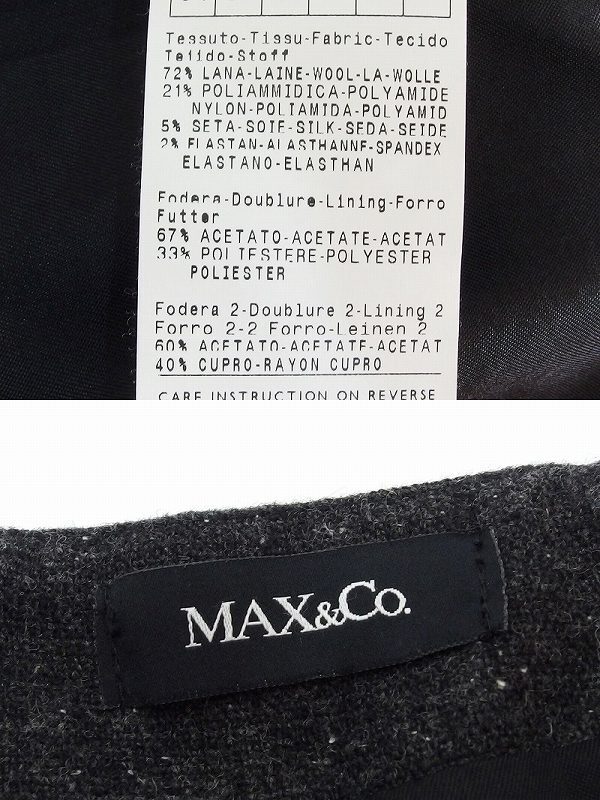 Tessuto-Tissu-Fabric-Tecido
Tejido-Stoff
72% LANA-LAINE-WOOL-LA-WOLLE
21% POLIAMMIDICA-POLYAMIDE
NYLON-POLIAMIDA-POLYAMID
5% SETA-SOIE-SILK-SEDA-SEIDE
2% ELASTAN-ALASTHANNE-SPANDEX
ELASTANO-ELASTHAN
Fodera-Doublure-Lining-Forro
Futter
67% ACETATO-ACETATE-ACETAT
33% POLIESTERE-POLYESTER
POLIESTER
Fodera 2-Doublure 2-Lining 2
Forro 2-2 Forro-Leinen 2
60% ACETATO-ACETATE-ACETAT
40% CUPRO-RAYON CUPRO
CARE INSTRUCTION ON REVERSE
MAX&Co.